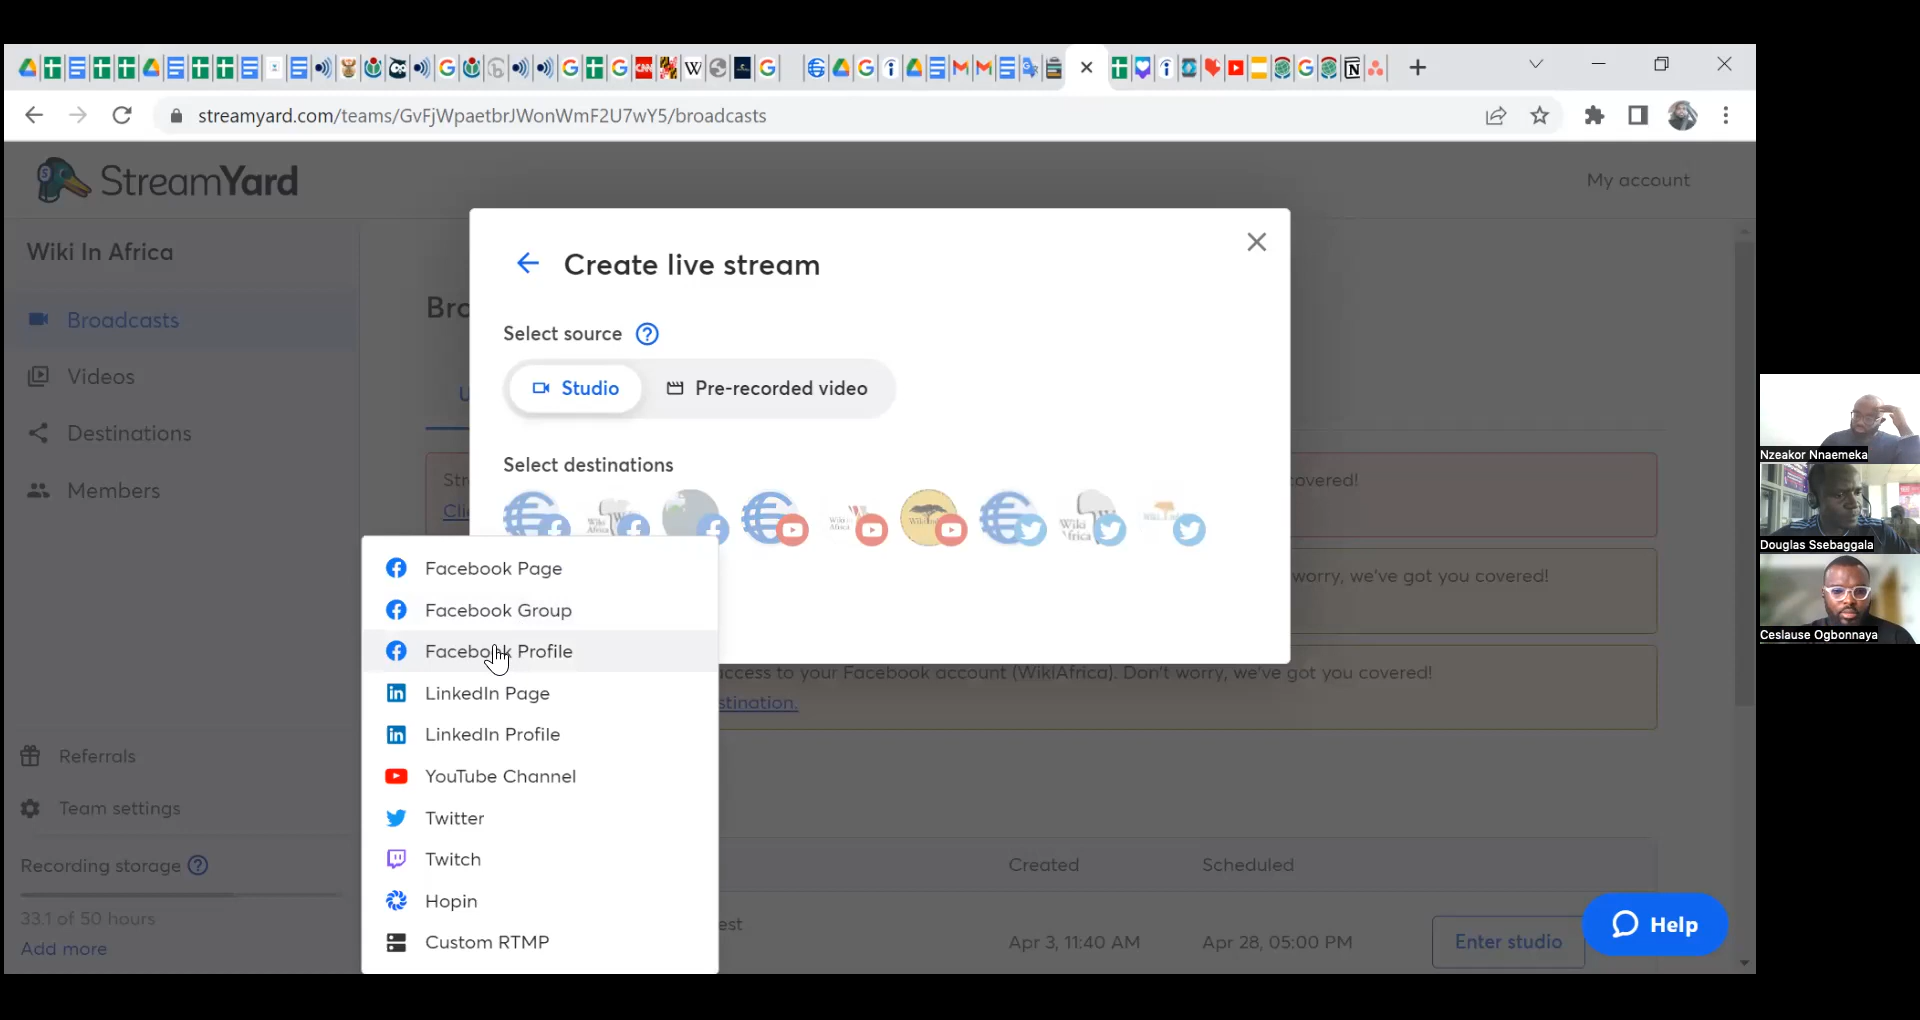 streamyard.com/teams/GvFjWpaetbrJWonWmF2U7wY5/broadcasts
StreamYard
My account
Wiki In Africa
Broadcasts
Videos
Destinations
Members
Referrals
Team settings
Recording storage
33.1 of 50 hours
Add more
Create live stream
Select source
Studio
Pre-recorded video
Select destinations
Facebook Page
Facebook Group
Facebook Profile
LinkedIn Page
LinkedIn Profile
YouTube Channel
Twitter
Twitch
Hopin
Custom RTMP
covered!
worry, we've got you covered!
access to your Facebook account (WikiAfrica). Don't worry, we've got you covered!
Created
Scheduled
Apr 3, 11:40 AM
Apr 28, 05:00 PM
Enter studio
Help
Nzeakor Nnaemeka
Douglas Ssebaggala
Ceslause Ogbonnaya